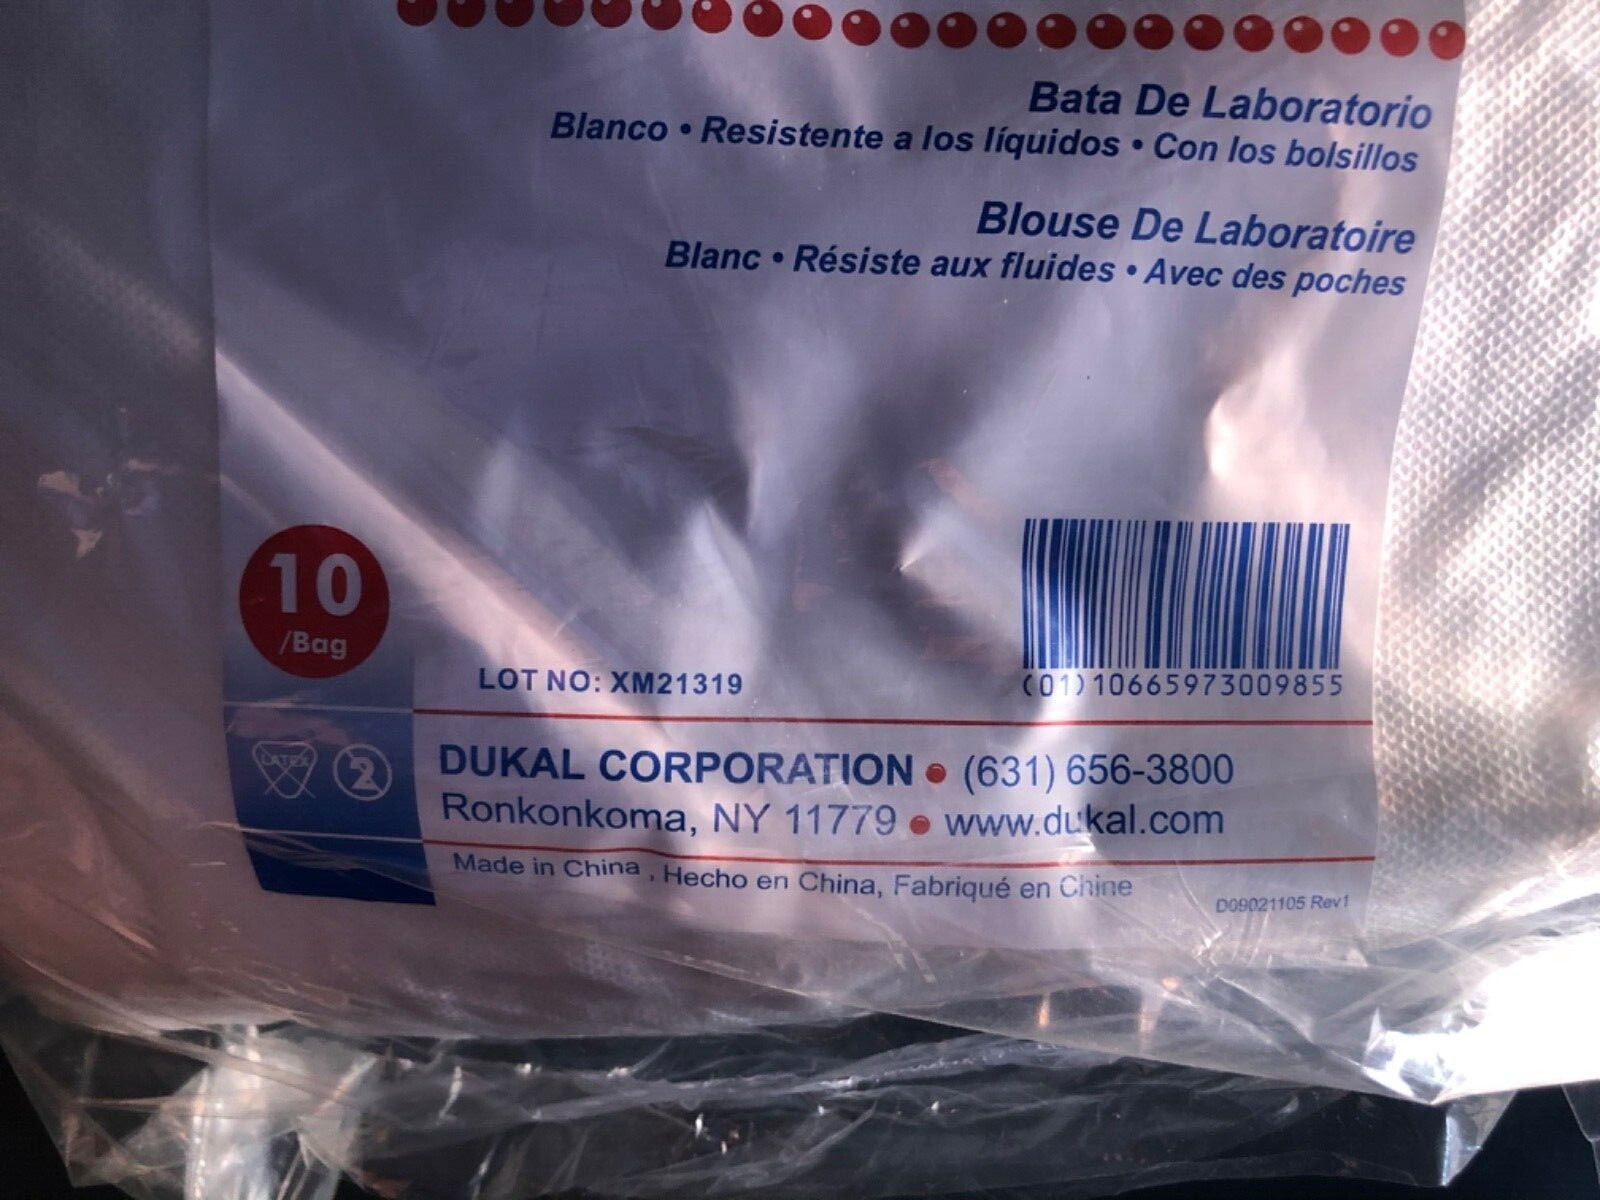 Bata De Laboratorio
Blanco • Resistente a los líquidos • Con los bolsillos
Blouse De Laboratoire
Blanc • Résiste aux fluides • Avec des poches
10
/Bag
LOT NO: XM21319
(01)10665973009855
LATEX
2
DUKAL CORPORATION • (631) 656-3800
Ronkonkoma, NY 11779 • www.dukal.com
Made in China , Hecho en China, Fabriqué en Chine
D09021105 Rev1